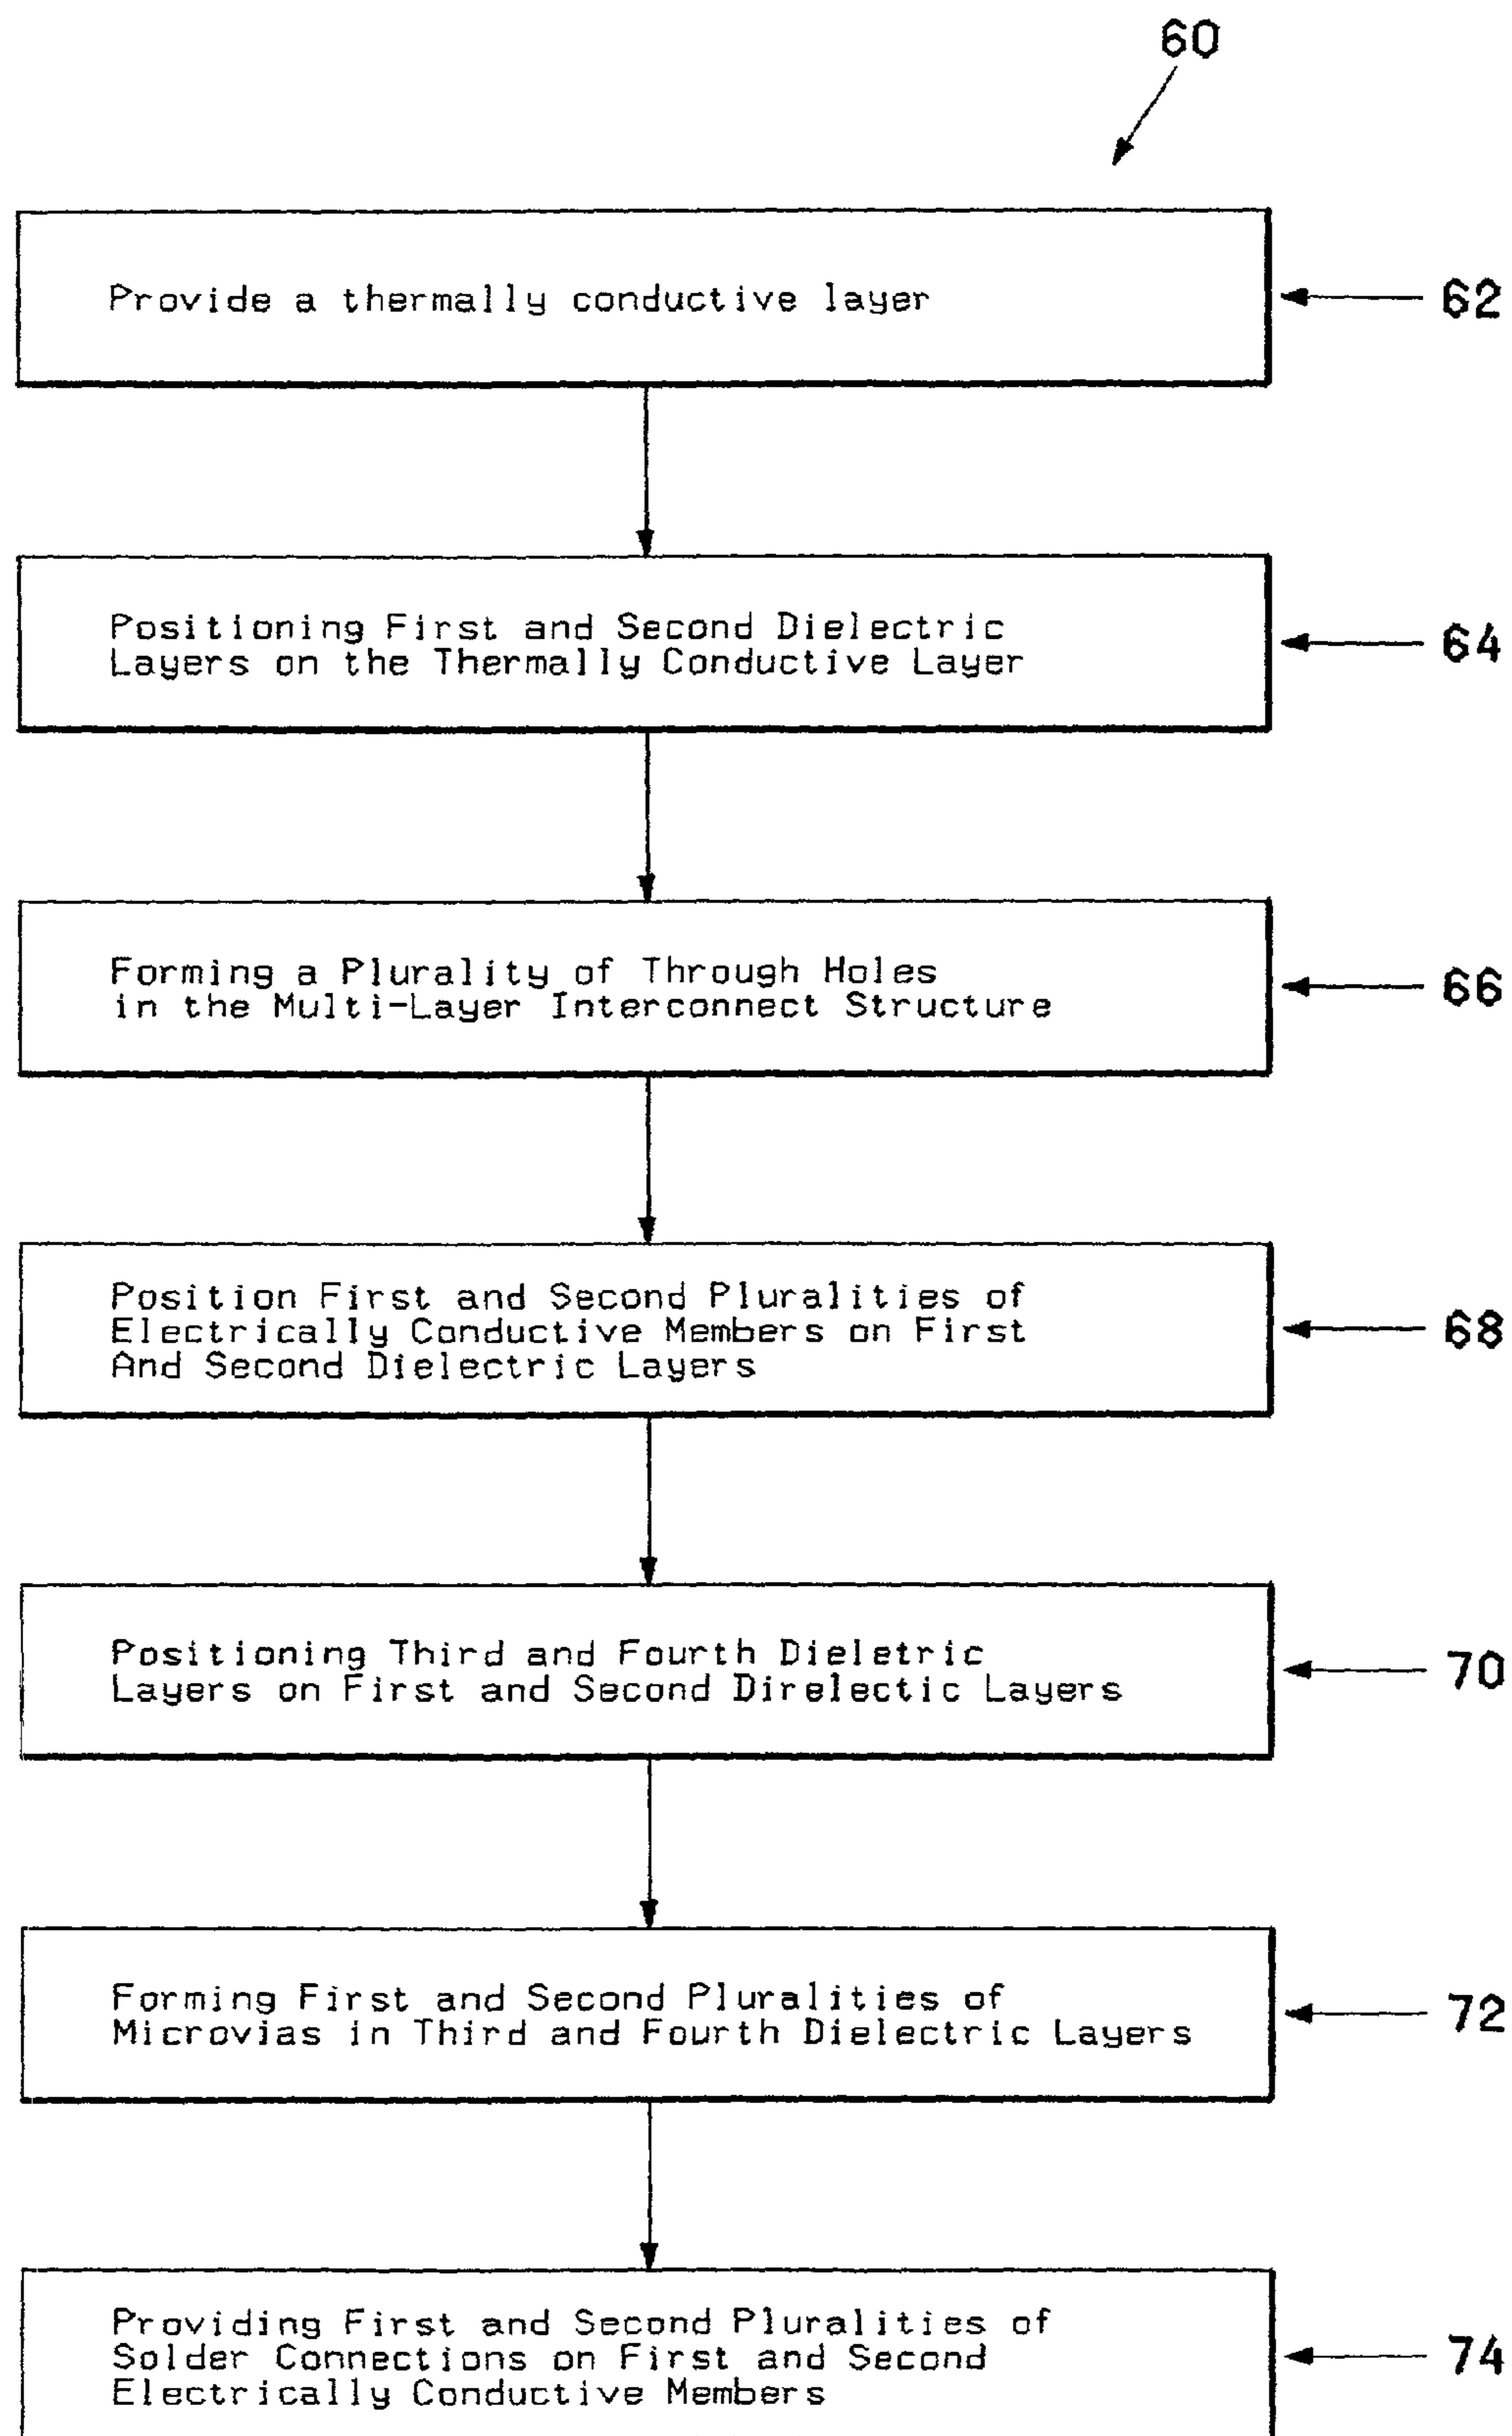 60
Provide a thermally conductive layer
62
Positioning First and Second Dielectric
Layers on the Thermally Conductive Layer
64
Forming a Plurality of Through Holes
in the Multi-Layer Interconnect Structure
66
Position First and Second Pluralities of
Electrically Conductive Members on First
And Second Dielectric Layers
68
Positioning Third and Fourth Dieletric
Layers on First and Second Direlectic Layers
70
Forming First and Second Pluralities of
Microvias in Third and Fourth Dielectric Layers
72
Providing First and Second Pluralities of
Solder Connections on First and Second
Electrically Conductive Members
74